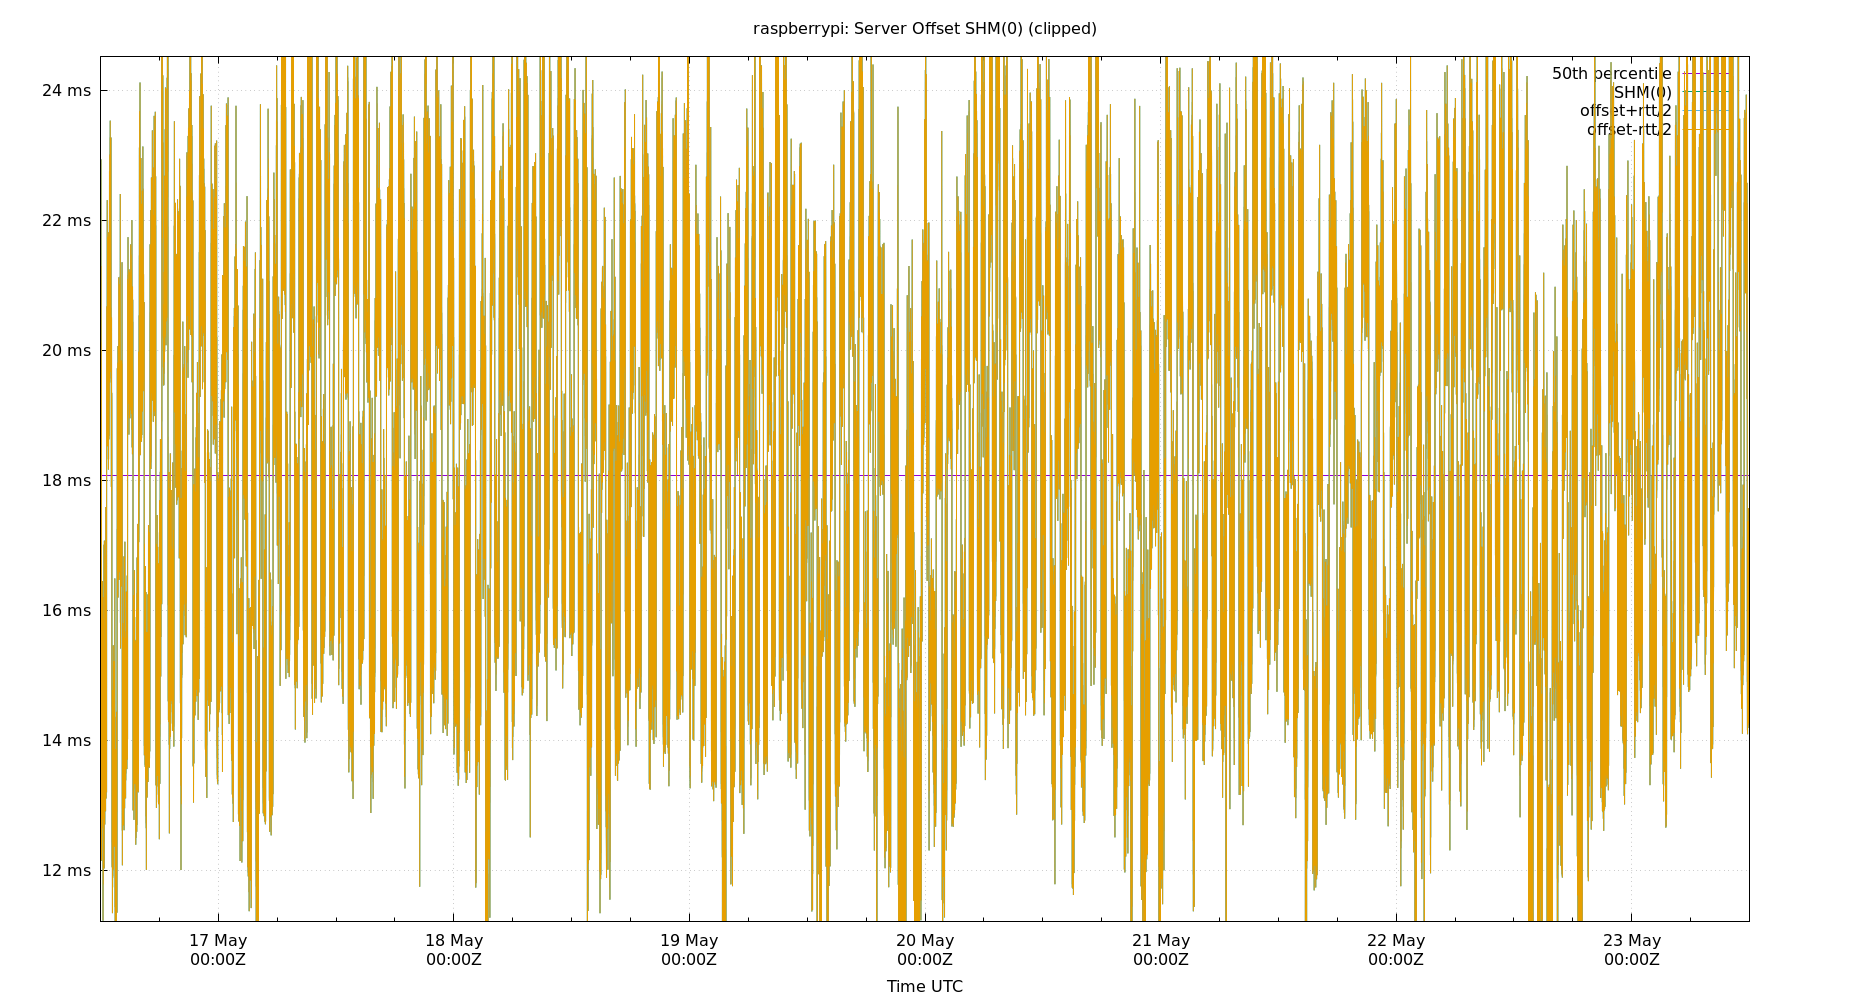 raspberrypi: Server Offset SHM(0) (clipped)
24 ms
22 ms
20 ms
18 ms
16 ms
14 ms
12 ms
50th percentile
SHM(0)
offset+rtt/2
offset-rtt/2
17 May
00:00Z
18 May
00:00Z
19 May
00:00Z
20 May
00:00Z
21 May
00:00Z
22 May
00:00Z
23 May
00:00Z
Time UTC